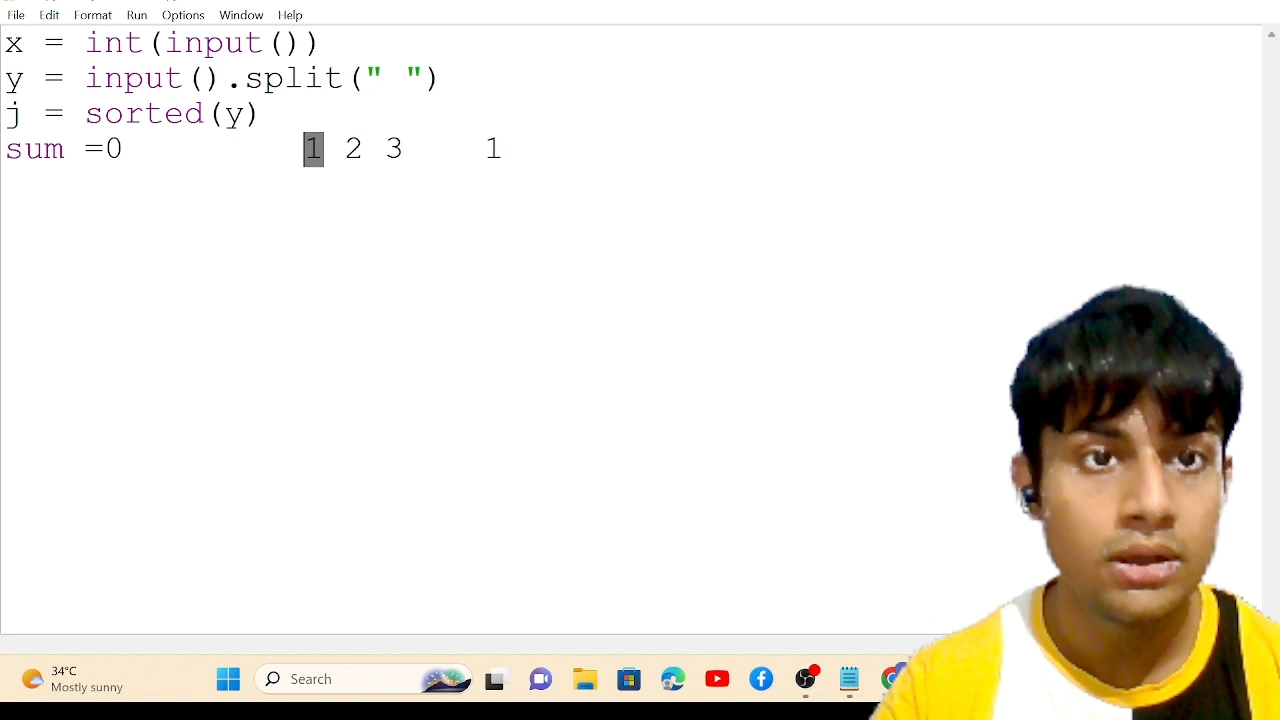 File Edit Format Run Options Window Help
x = int(input())
y = input().split(" ")
j = sorted(y)
sum =0 1 2 3 1
34°C
Mostly sunny
Search